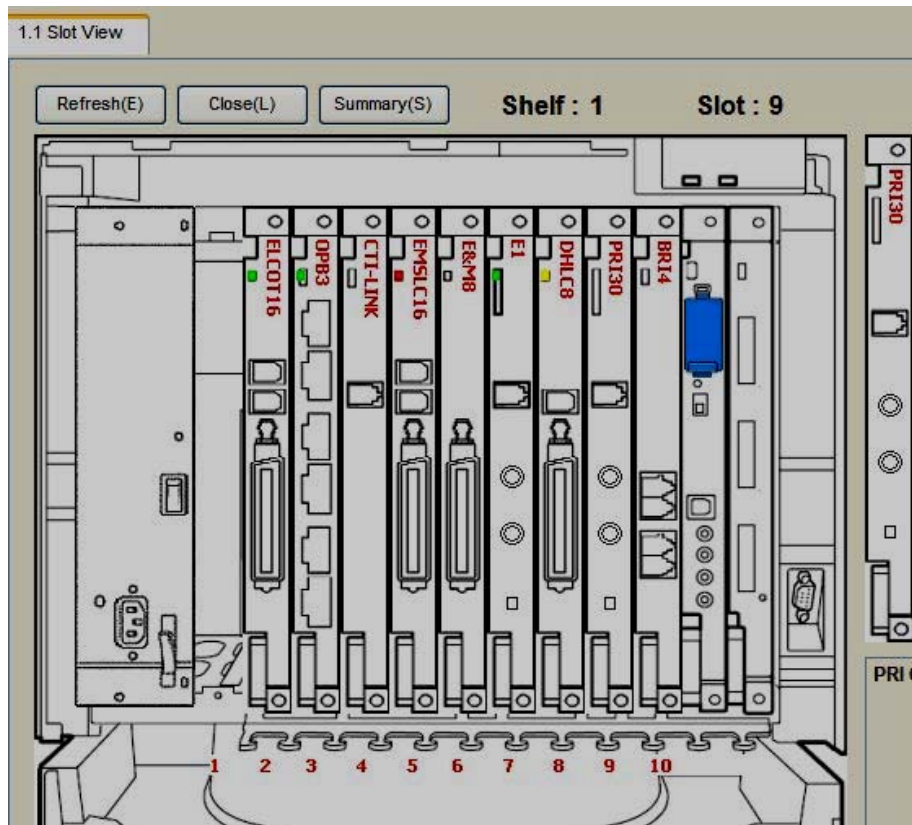 1.1 Slot View
Refresh(E) Close(L) Summary(S) Shelf : 1 Slot : 9
ELCOT16
OPB3
CTI-LINK
EMSLC16
E&M8
E1
DHLC8
PRI30
BRI4
PRI30
PRI
1 2 3 4 5 6 7 8 9 10